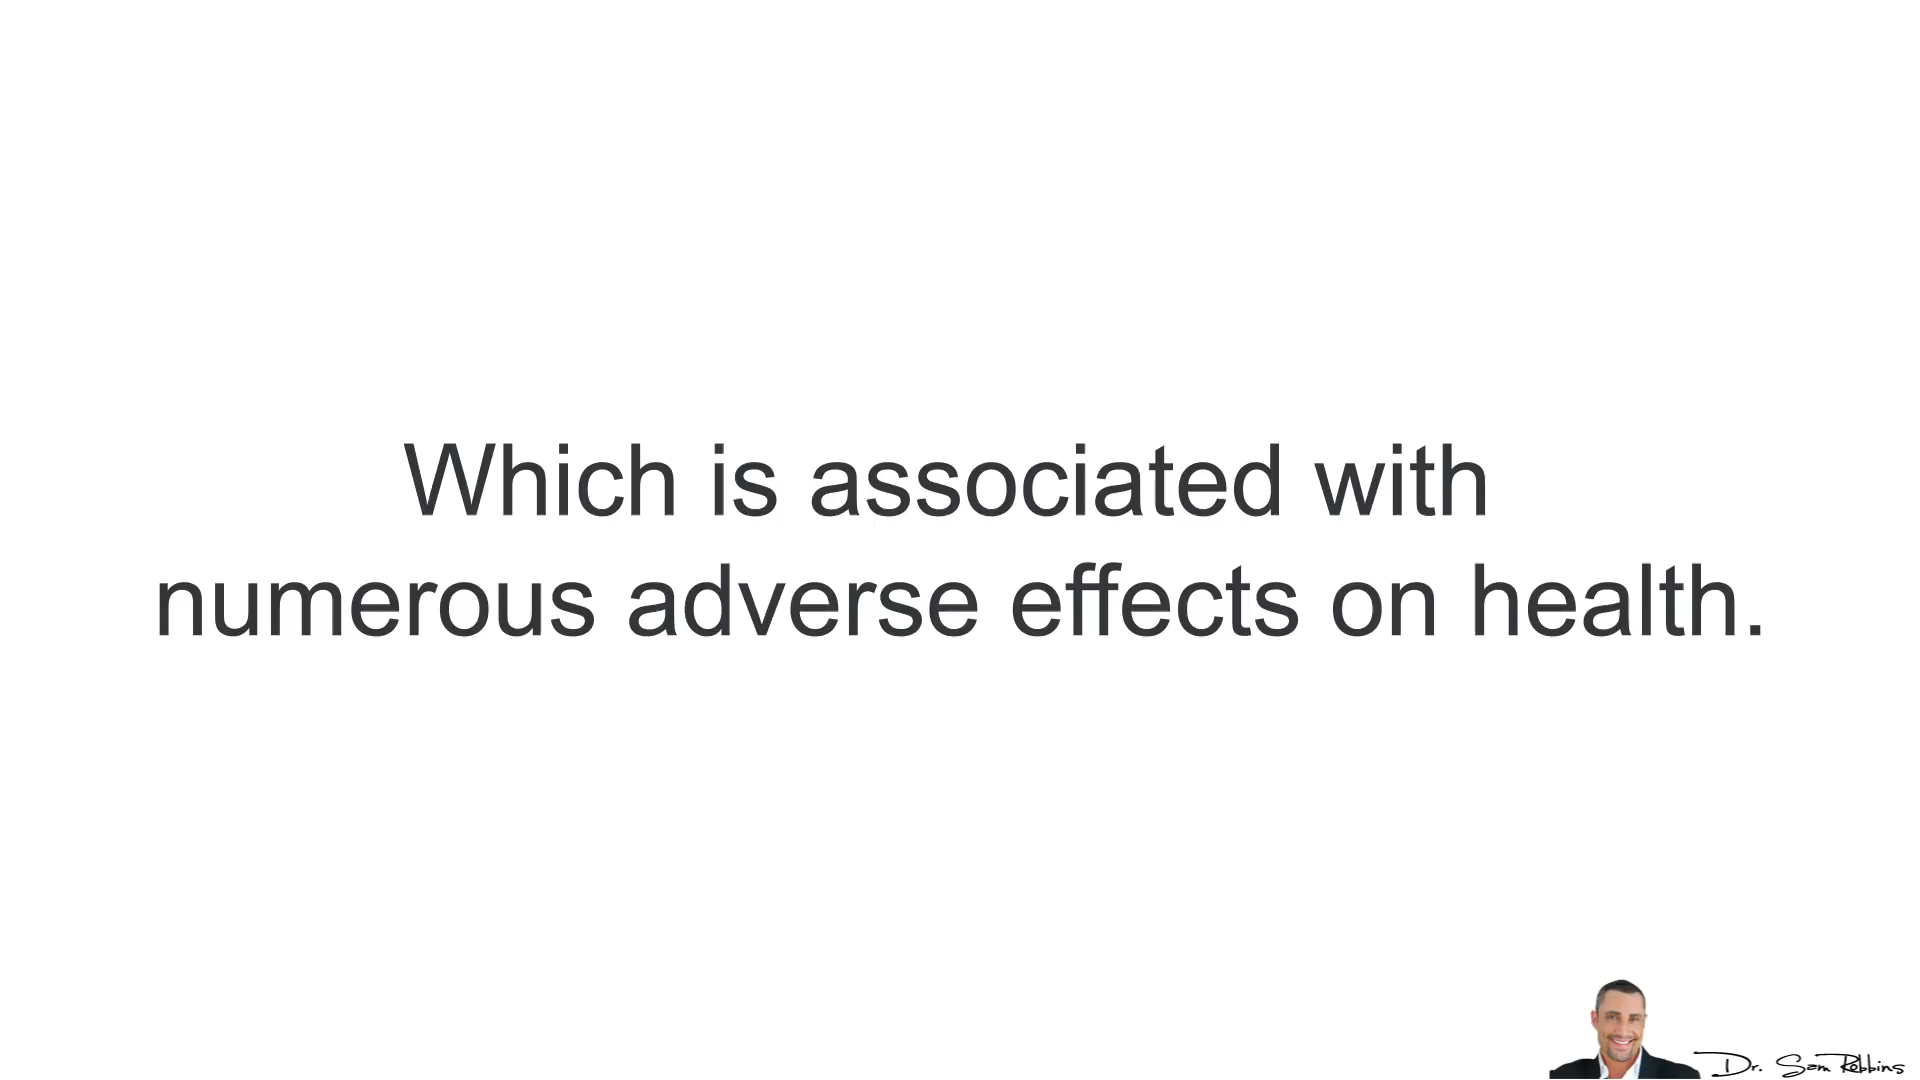 Which is associated with
numerous adverse effects on health.
Dr. Sam Robbins